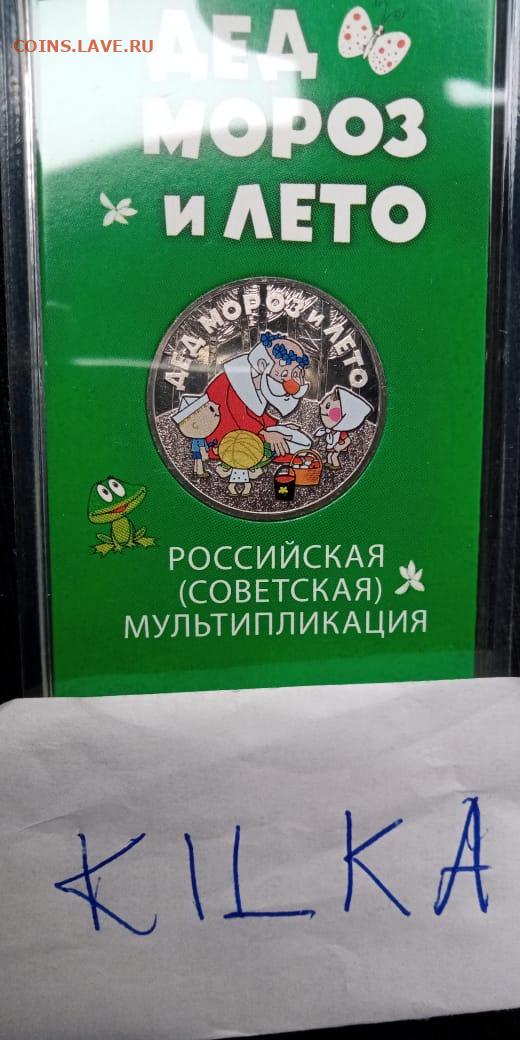 COINS.LAVE.RU
ДЕД
МОРОЗ
И ЛЕТО
ДЕД МОРОЗ И ЛЕТО
РОССИЙСКАЯ
(СОВЕТСКАЯ)
МУЛЬТИПЛИКАЦИЯ
KILKA